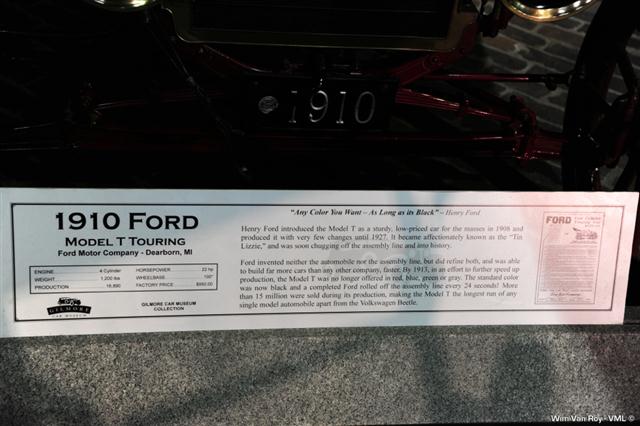 1910
1910 FORD
MODEL T TOURING
Ford Motor Company - Dearborn, MI
ENGINE 4 Cylinder HORSEPOWER 22 hp
WEIGHT 1,200 lbs WHEELBASE 100"
PRODUCTION 16,890 FACTORY PRICE $950.00
GILMORE
CAR MUSEUM
GILMORE CAR MUSEUM
COLLECTION
"Any Color You Want – As Long as its Black" – Henry Ford
Henry Ford introduced the Model T as a sturdy, low-priced car for the masses in 1908 and
produced it with very few changes until 1927. It became affectionately known as the "Tin
Lizzie," and was soon chugging off the assembly line and into history.
Ford invented neither the automobile nor the assembly line, but did refine both, and was able
to build far more cars than any other company, faster. By 1913, in an effort to further speed up
production, the Model T was no longer offered in red, blue, green or gray. The standard color
was now black and a completed Ford rolled off the assembly line every 24 seconds! More
than 15 million were sold during its production, making the Model T the longest run of any
single model automobile apart from the Volkswagen Beetle.
FORD
Wim Van Roy - VML ©